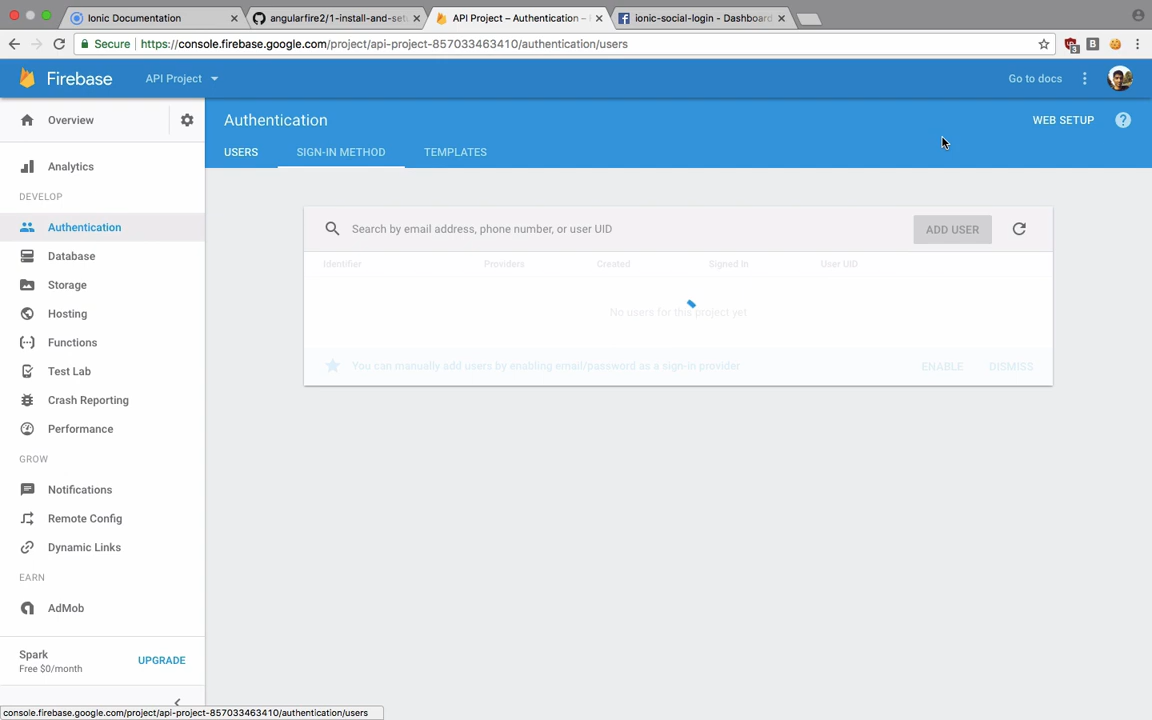 Ionic Documentation
angularfire2/1-install-and-set
API Project – Authentication –
ionic-social-login - Dashboard
Secure
https://console.firebase.google.com/project/api-project-857033463410/authentication/users
Firebase
API Project
Go to docs
Overview
Authentication
WEB SETUP
USERS
SIGN-IN METHOD
TEMPLATES
Analytics
DEVELOP
Authentication
Database
Storage
Hosting
Functions
Test Lab
Crash Reporting
Performance
GROW
Notifications
Remote Config
Dynamic Links
EARN
AdMob
Spark
Free $0/month
UPGRADE
Search by email address, phone number, or user UID
ADD USER
Identifier
Providers
Created
Signed In
User UID
No users for this project yet
You can manually add users by enabling email/password as a sign-in provider
ENABLE
DISMISS
console.firebase.google.com/project/api-project-857033463410/authentication/users